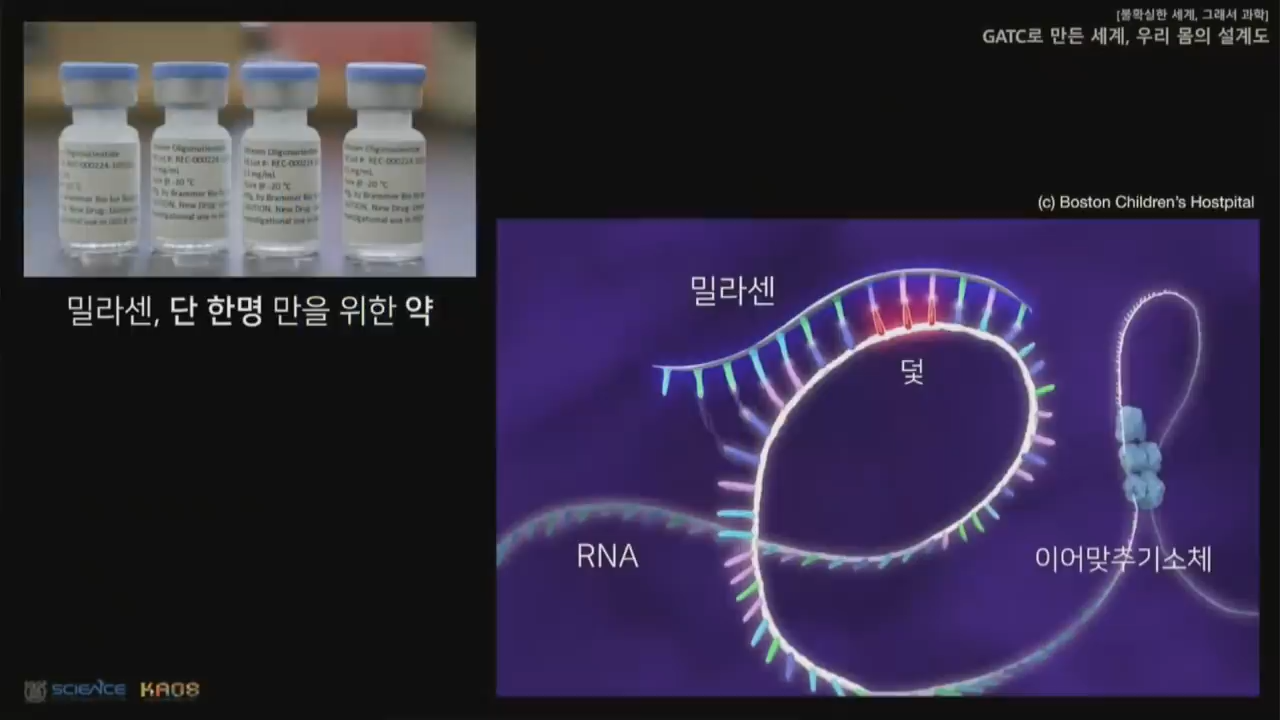 [불확실한 세계, 그래서 과학]
GATC로 만든 세계, 우리 몸의 설계도
밀라센, 단 한명 만을 위한 약
(c) Boston Children's Hostpital
밀라센
덫
RNA
이어맞추기소체
SCIENCE KAOS